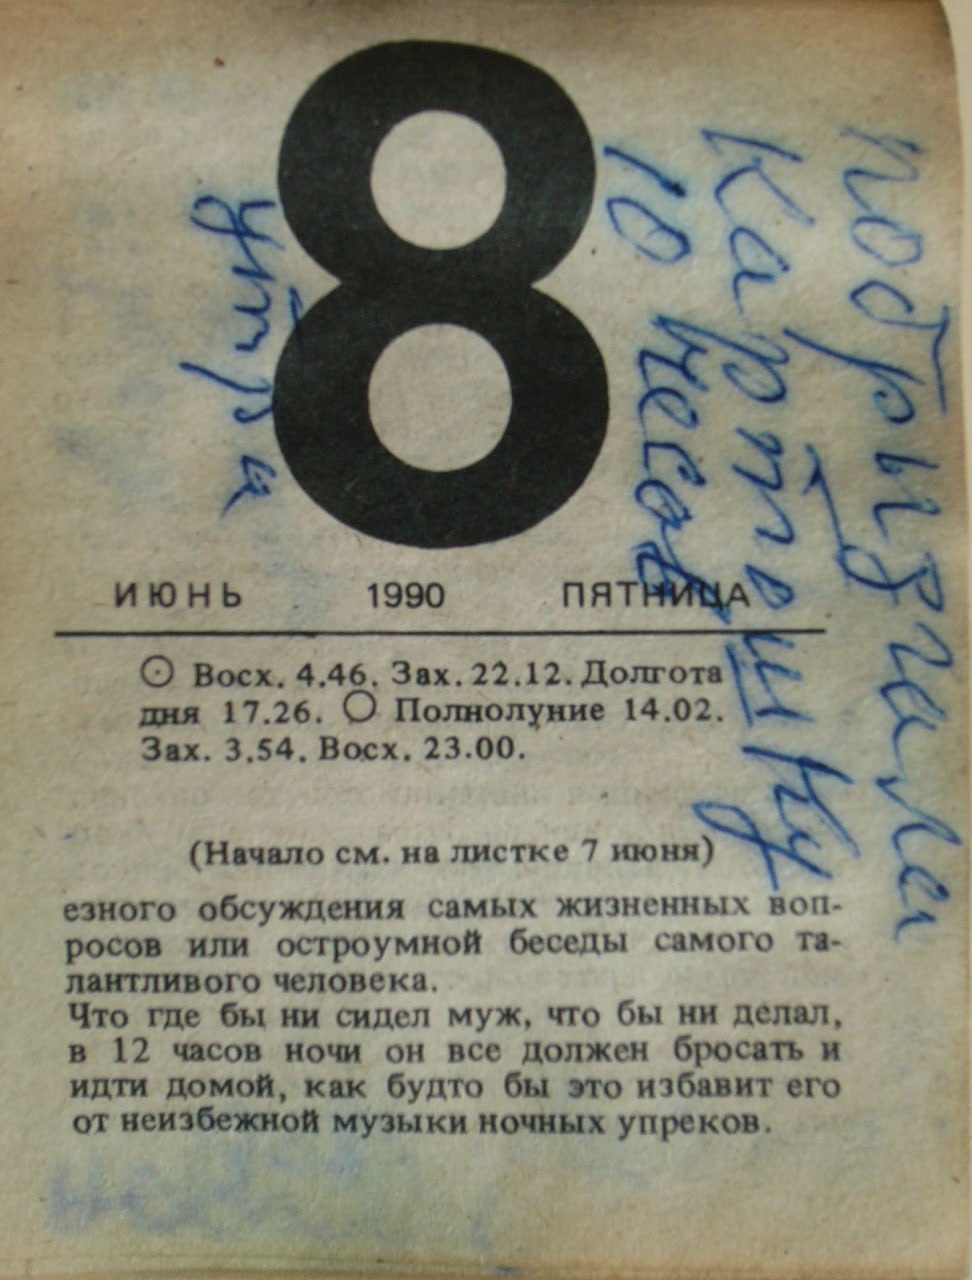 8
ИЮНЬ 1990 ПЯТНИЦА
Восх. 4.46. Зах. 22.12. Долгота
дня 17.26. Полнолуние 14.02.
Зах. 3.54. Восх. 23.00.
(Начало см. на листке 7 июня)
езного обсуждения самых жизненных воп-
росов или остроумной беседы самого та-
лантливого человека.
Что где бы ни сидел муж, что бы ни делал,
в 12 часов ночи он все должен бросать и
идти домой, как будто бы это избавит его
от неизбежной музыки ночных упреков.
побрызгали
картошку
10 чесов
утра